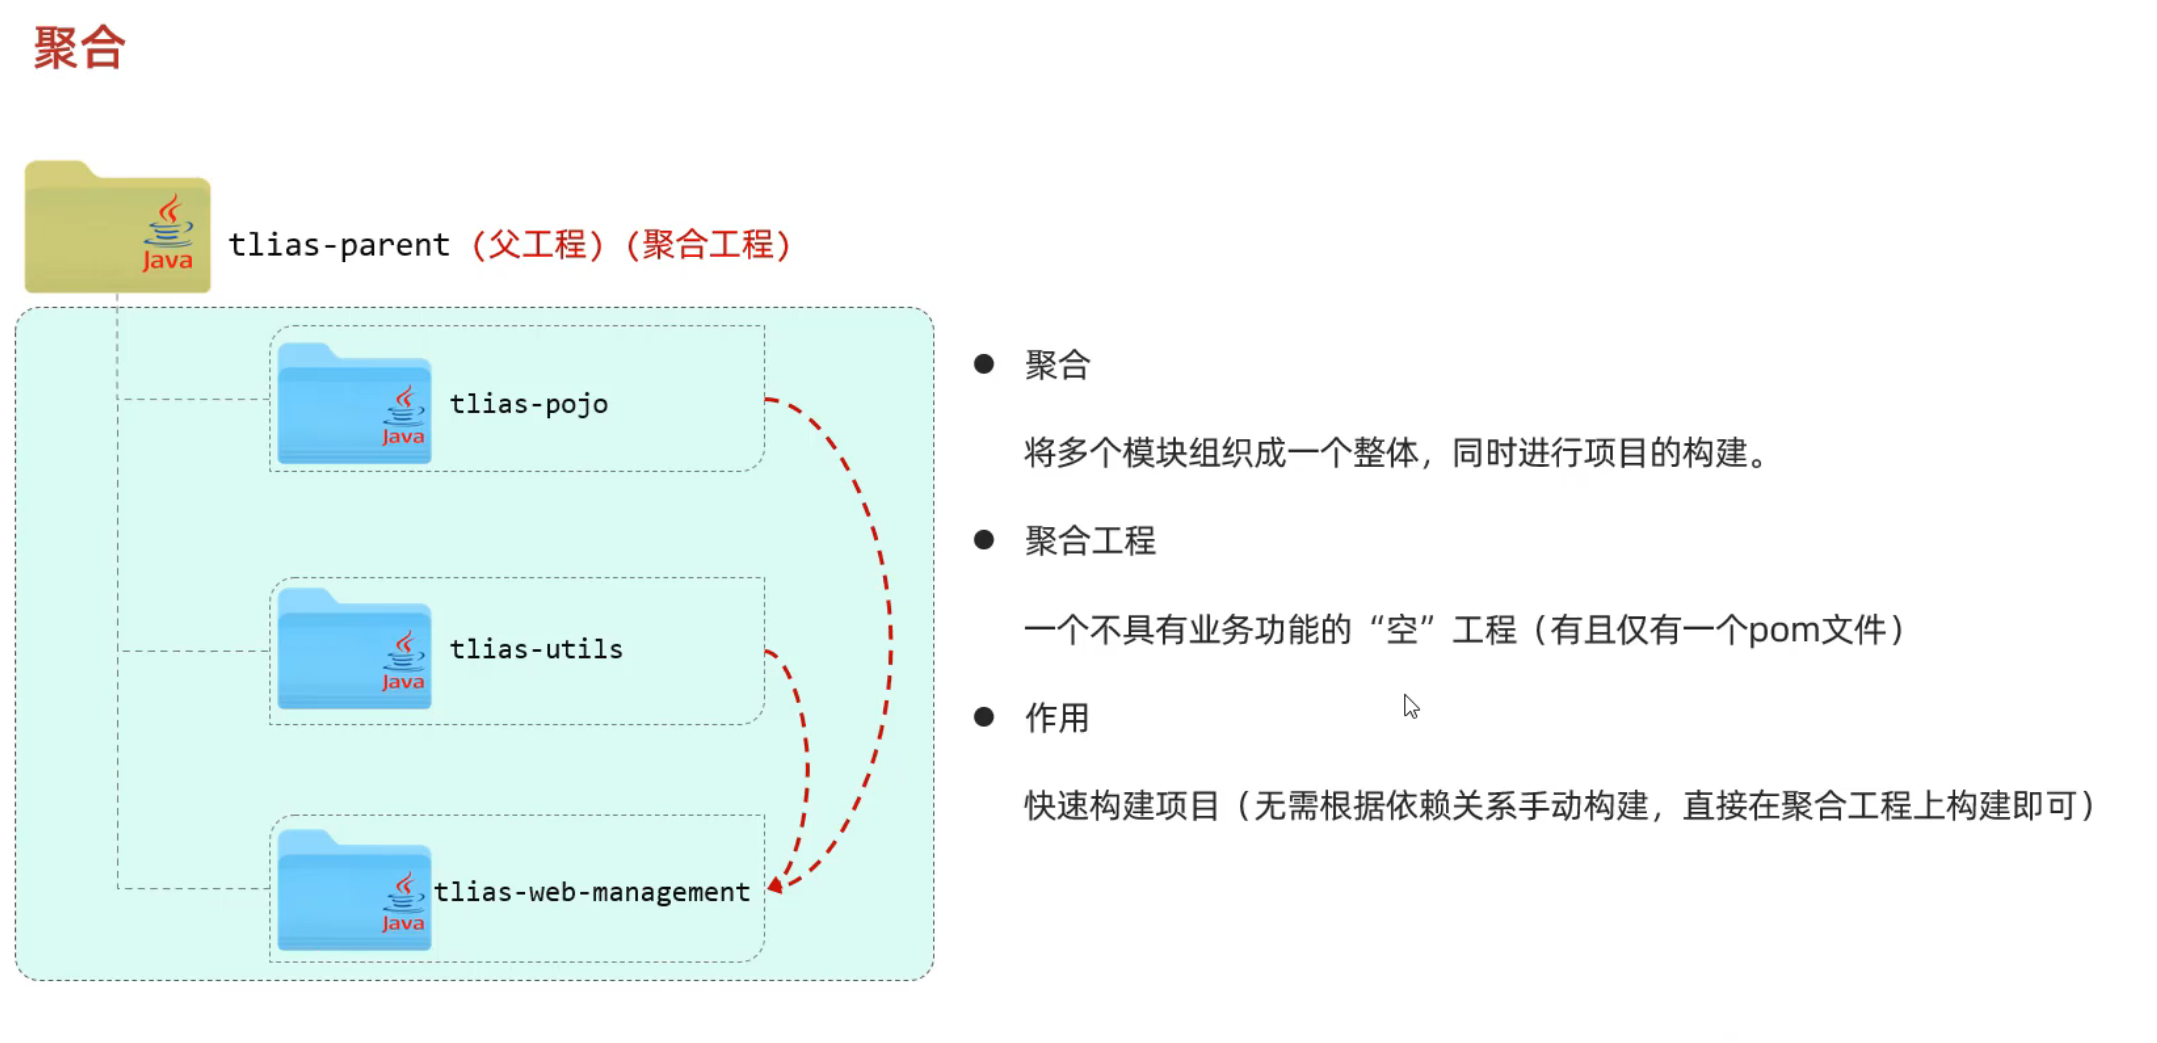 聚合
Java
tlias-parent（父工程）（聚合工程）
Java
tlias-pojo
Java
tlias-utils
Java
tlias-web-management
● 聚合
将多个模块组织成一个整体，同时进行项目的构建。
● 聚合工程
一个不具有业务功能的“空”工程（有且仅有一个pom文件）
● 作用
快速构建项目（无需根据依赖关系手动构建，直接在聚合工程上构建即可）